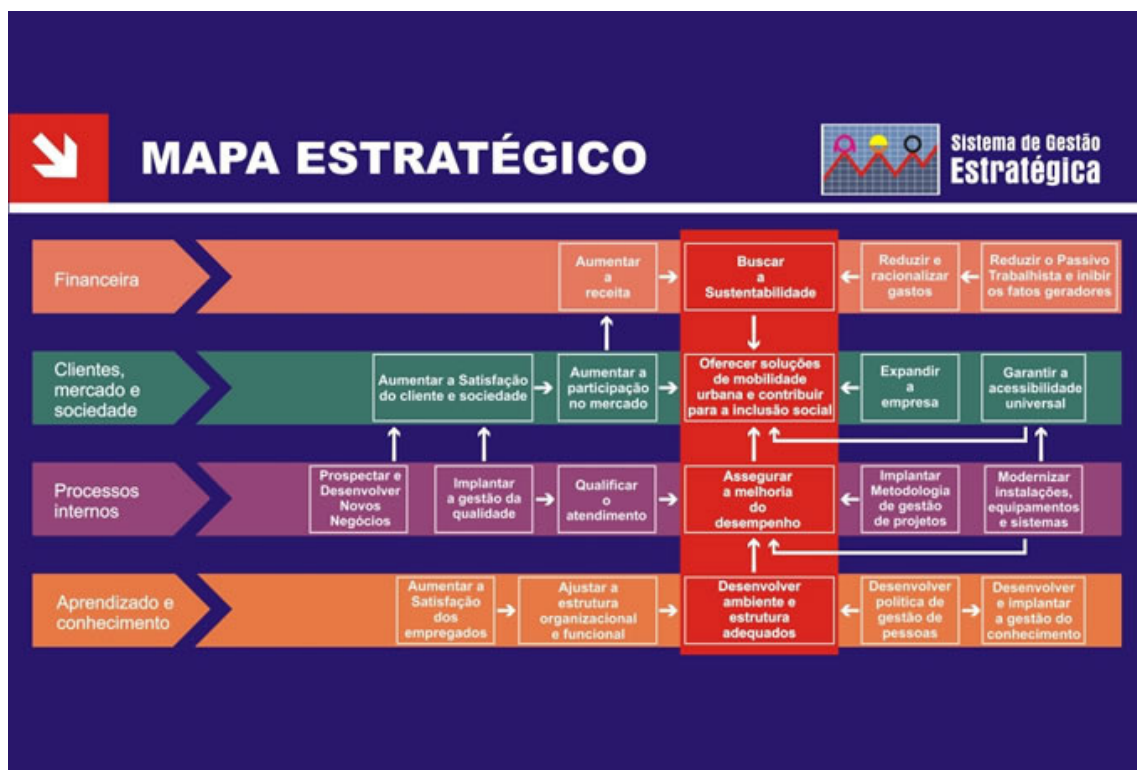 MAPA ESTRATÉGICO
Sistema de Gestão
Estratégica
Financeira
Aumentar
a
receita
Buscar
a
Sustentabilidade
Reduzir e
racionalizar
gastos
Reduzir o Passivo
Trabalhista e inibir
os fatos geradores
Clientes,
mercado e
sociedade
Aumentar a Satisfação
do cliente e sociedade
Aumentar a
participação
no mercado
Oferecer soluções
de mobilidade
urbana e contribuir
para a inclusão social
Expandir
a
empresa
Garantir a
acessibilidade
universal
Processos
internos
Prospectar e
Desenvolver
Novos
Negócios
Implantar
a gestão da
qualidade
Qualificar
o
atendimento
Assegurar
a melhoria
do
desempenho
Implantar
Metodologia
de gestão
de projetos
Modernizar
instalações,
equipamentos
e sistemas
Aprendizado e
conhecimento
Aumentar a
Satisfação
dos
empregados
Ajustar a
estrutura
organizacional
e funcional
Desenvolver
ambiente e
estrutura
adequados
Desenvolver
política de
gestão de
pessoas
Desenvolver
e implantar
a gestão do
conhecimento